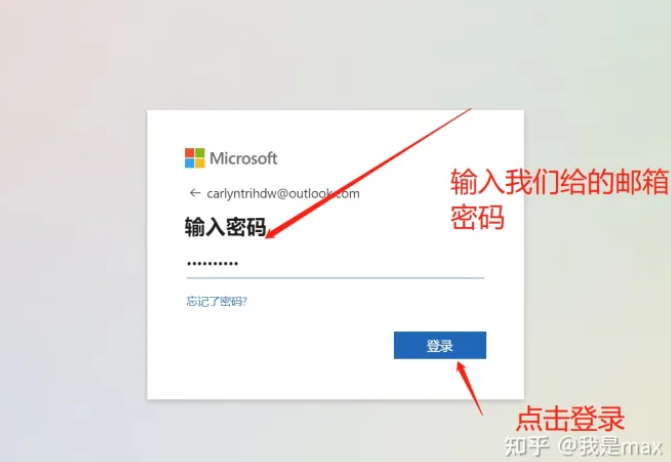 Microsoft
← carlyntrihdw@outlook.com
输入密码
••••••••••
忘记了密码?
登录
输入我们给的邮箱
密码
点击登录
知乎 @我是max